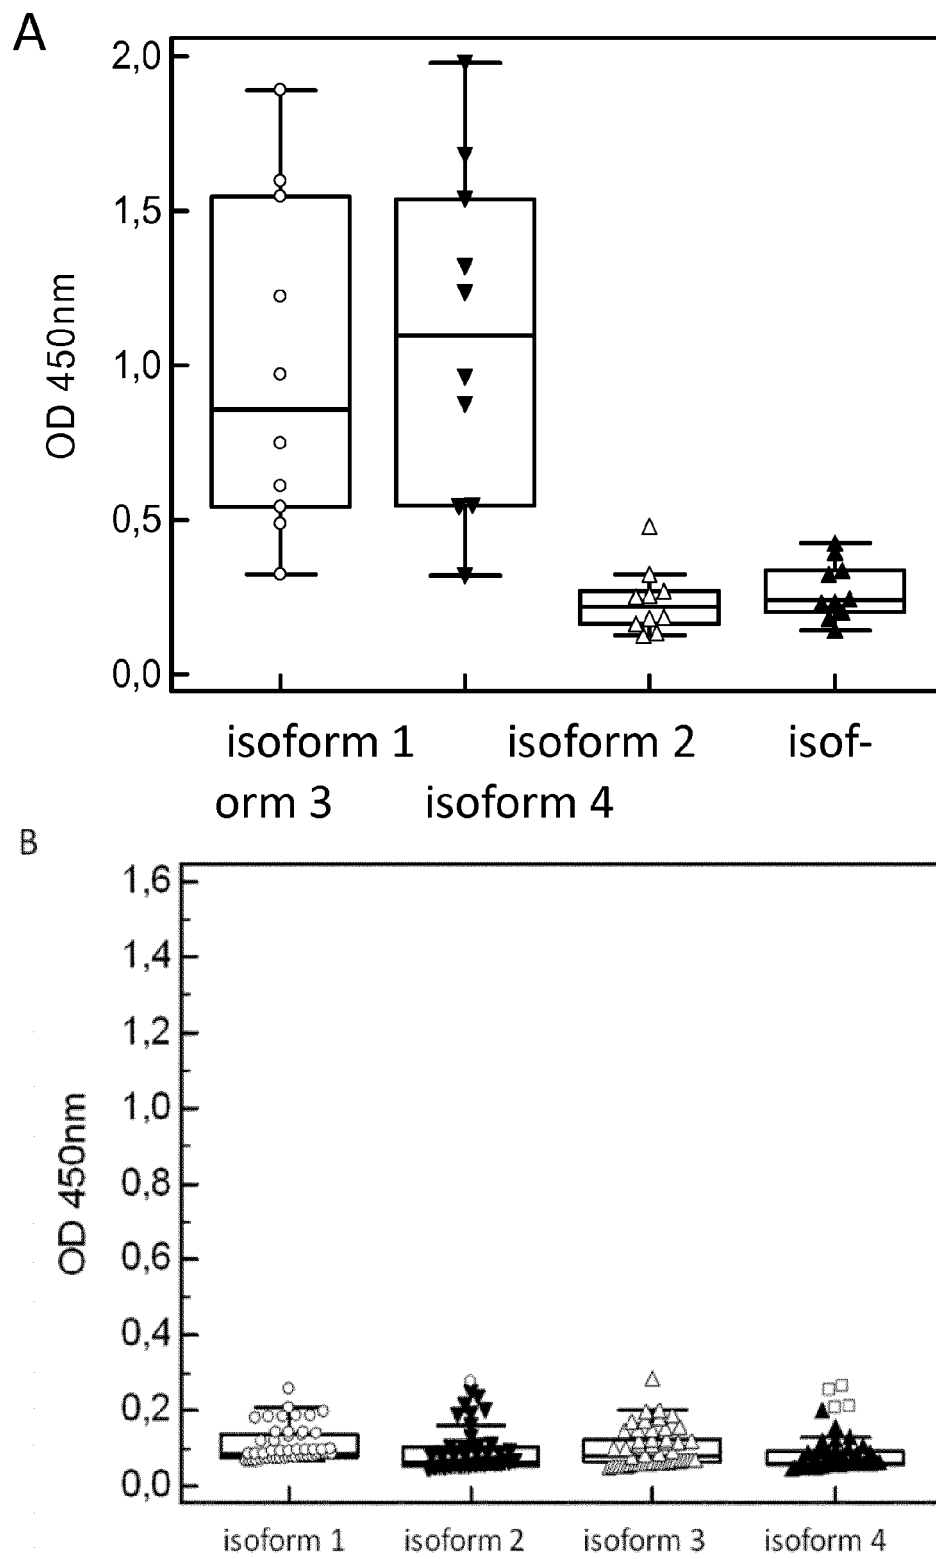 A
2,0
1,5
1,0
0,5
0,0
OD 450nm
isoform 1 isoform 2 isof-
orm 3 isoform 4
B
1,6
1,4
1,2
1,0
0,8
0,6
0,4
0,2
0,0
OD 450nm
isoform 1 isoform 2 isoform 3 isoform 4